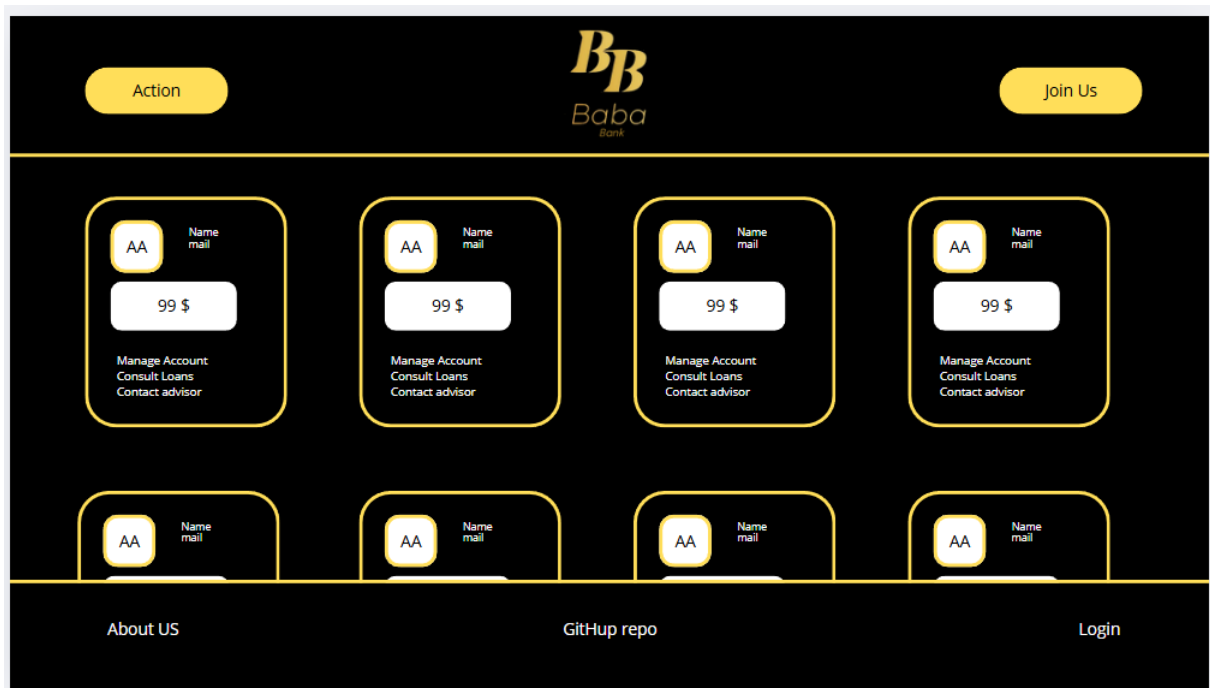 Action
BB
Baba
Bank
Join Us
AA
Name
mail
99 $
Manage Account
Consult Loans
Contact advisor
AA
Name
mail
99 $
Manage Account
Consult Loans
Contact advisor
AA
Name
mail
99 $
Manage Account
Consult Loans
Contact advisor
AA
Name
mail
99 $
Manage Account
Consult Loans
Contact advisor
AA
Name
mail
AA
Name
mail
AA
Name
mail
AA
Name
mail
About US
GitHup repo
Login